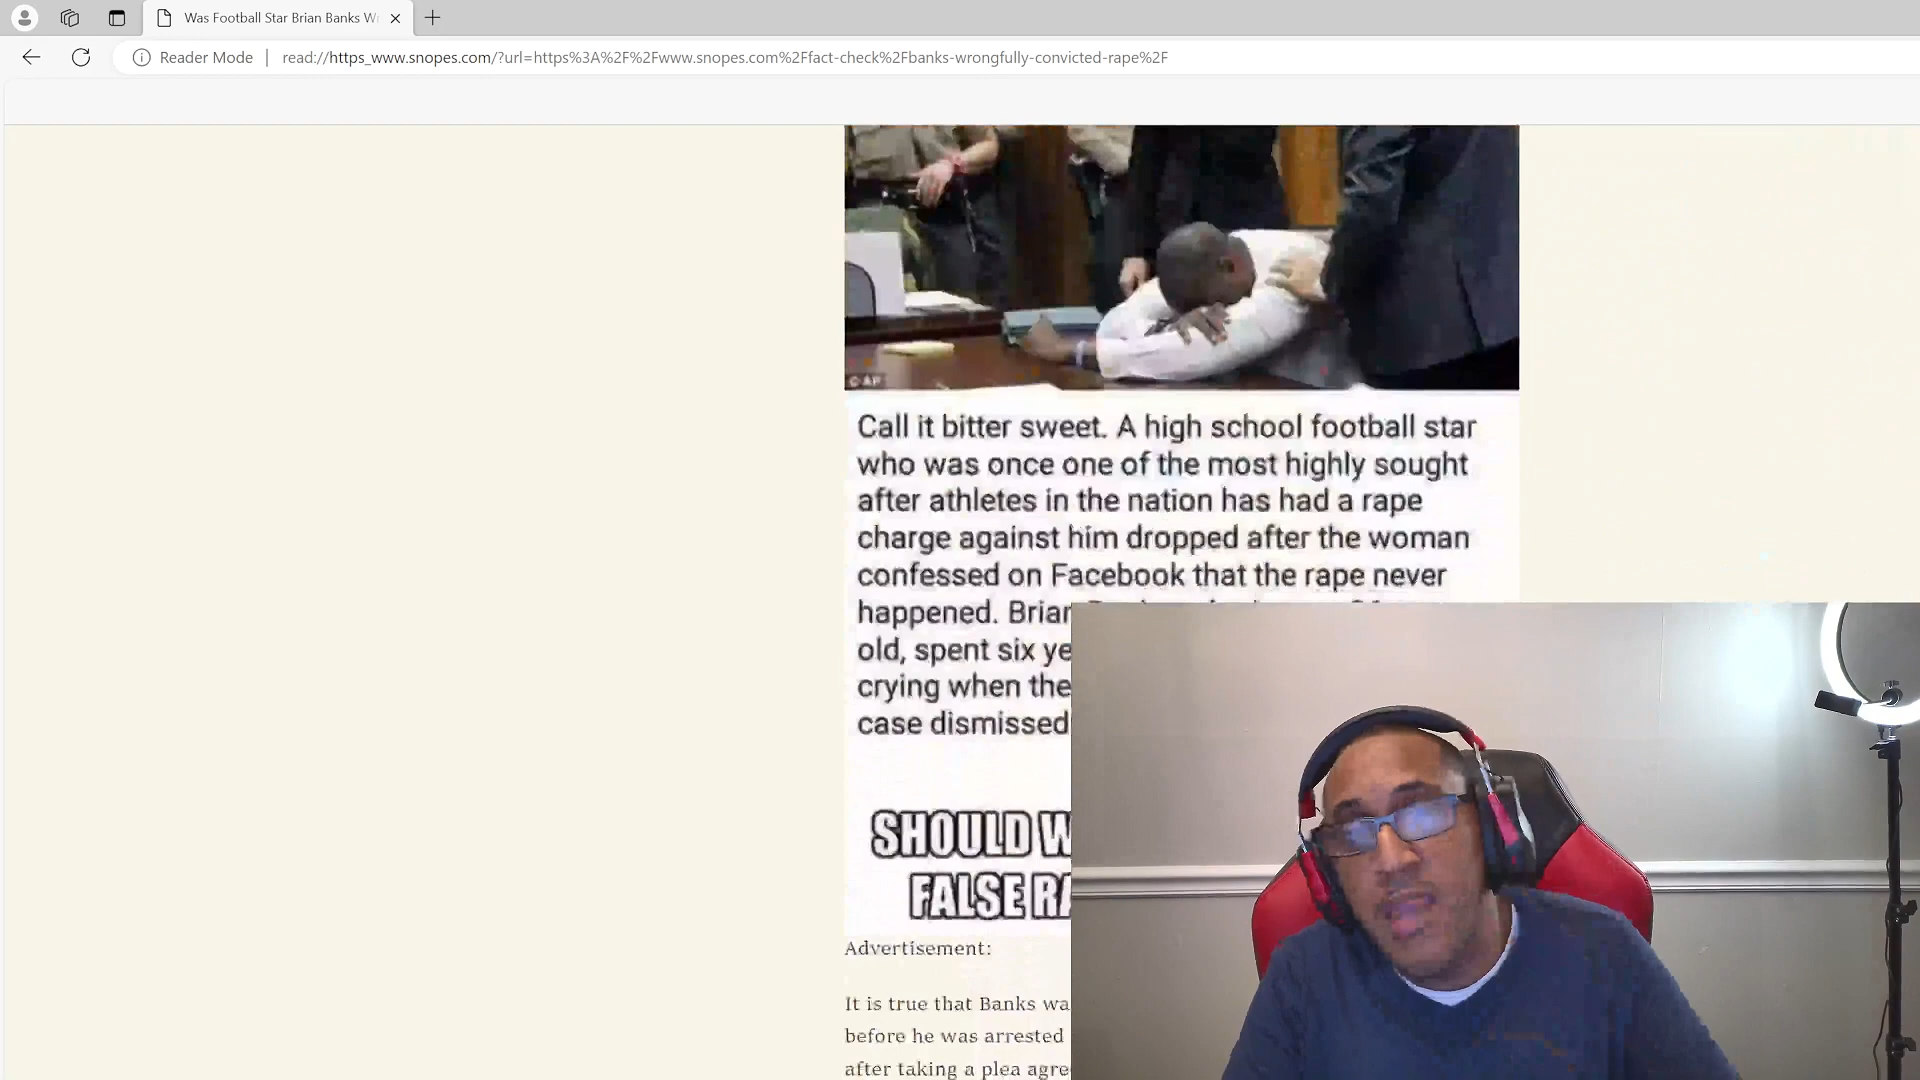 Was Football Star Brian Banks W
Reader Mode
read://https_www.snopes.com/?url=https%3A%2F%2Fwww.snopes.com%2Ffact-check%2Fbanks-wrongfully-convicted-rape%2F
© AP
Call it bitter sweet. A high school football star
who was once one of the most highly sought
after athletes in the nation has had a rape
charge against him dropped after the woman
confessed on Facebook that the rape never
happened. Brian
old, spent six ye
crying when the
case dismissed
SHOULD W
FALSE RA
Advertisement:
It is true that Banks wa
before he was arrested
after taking a plea agre